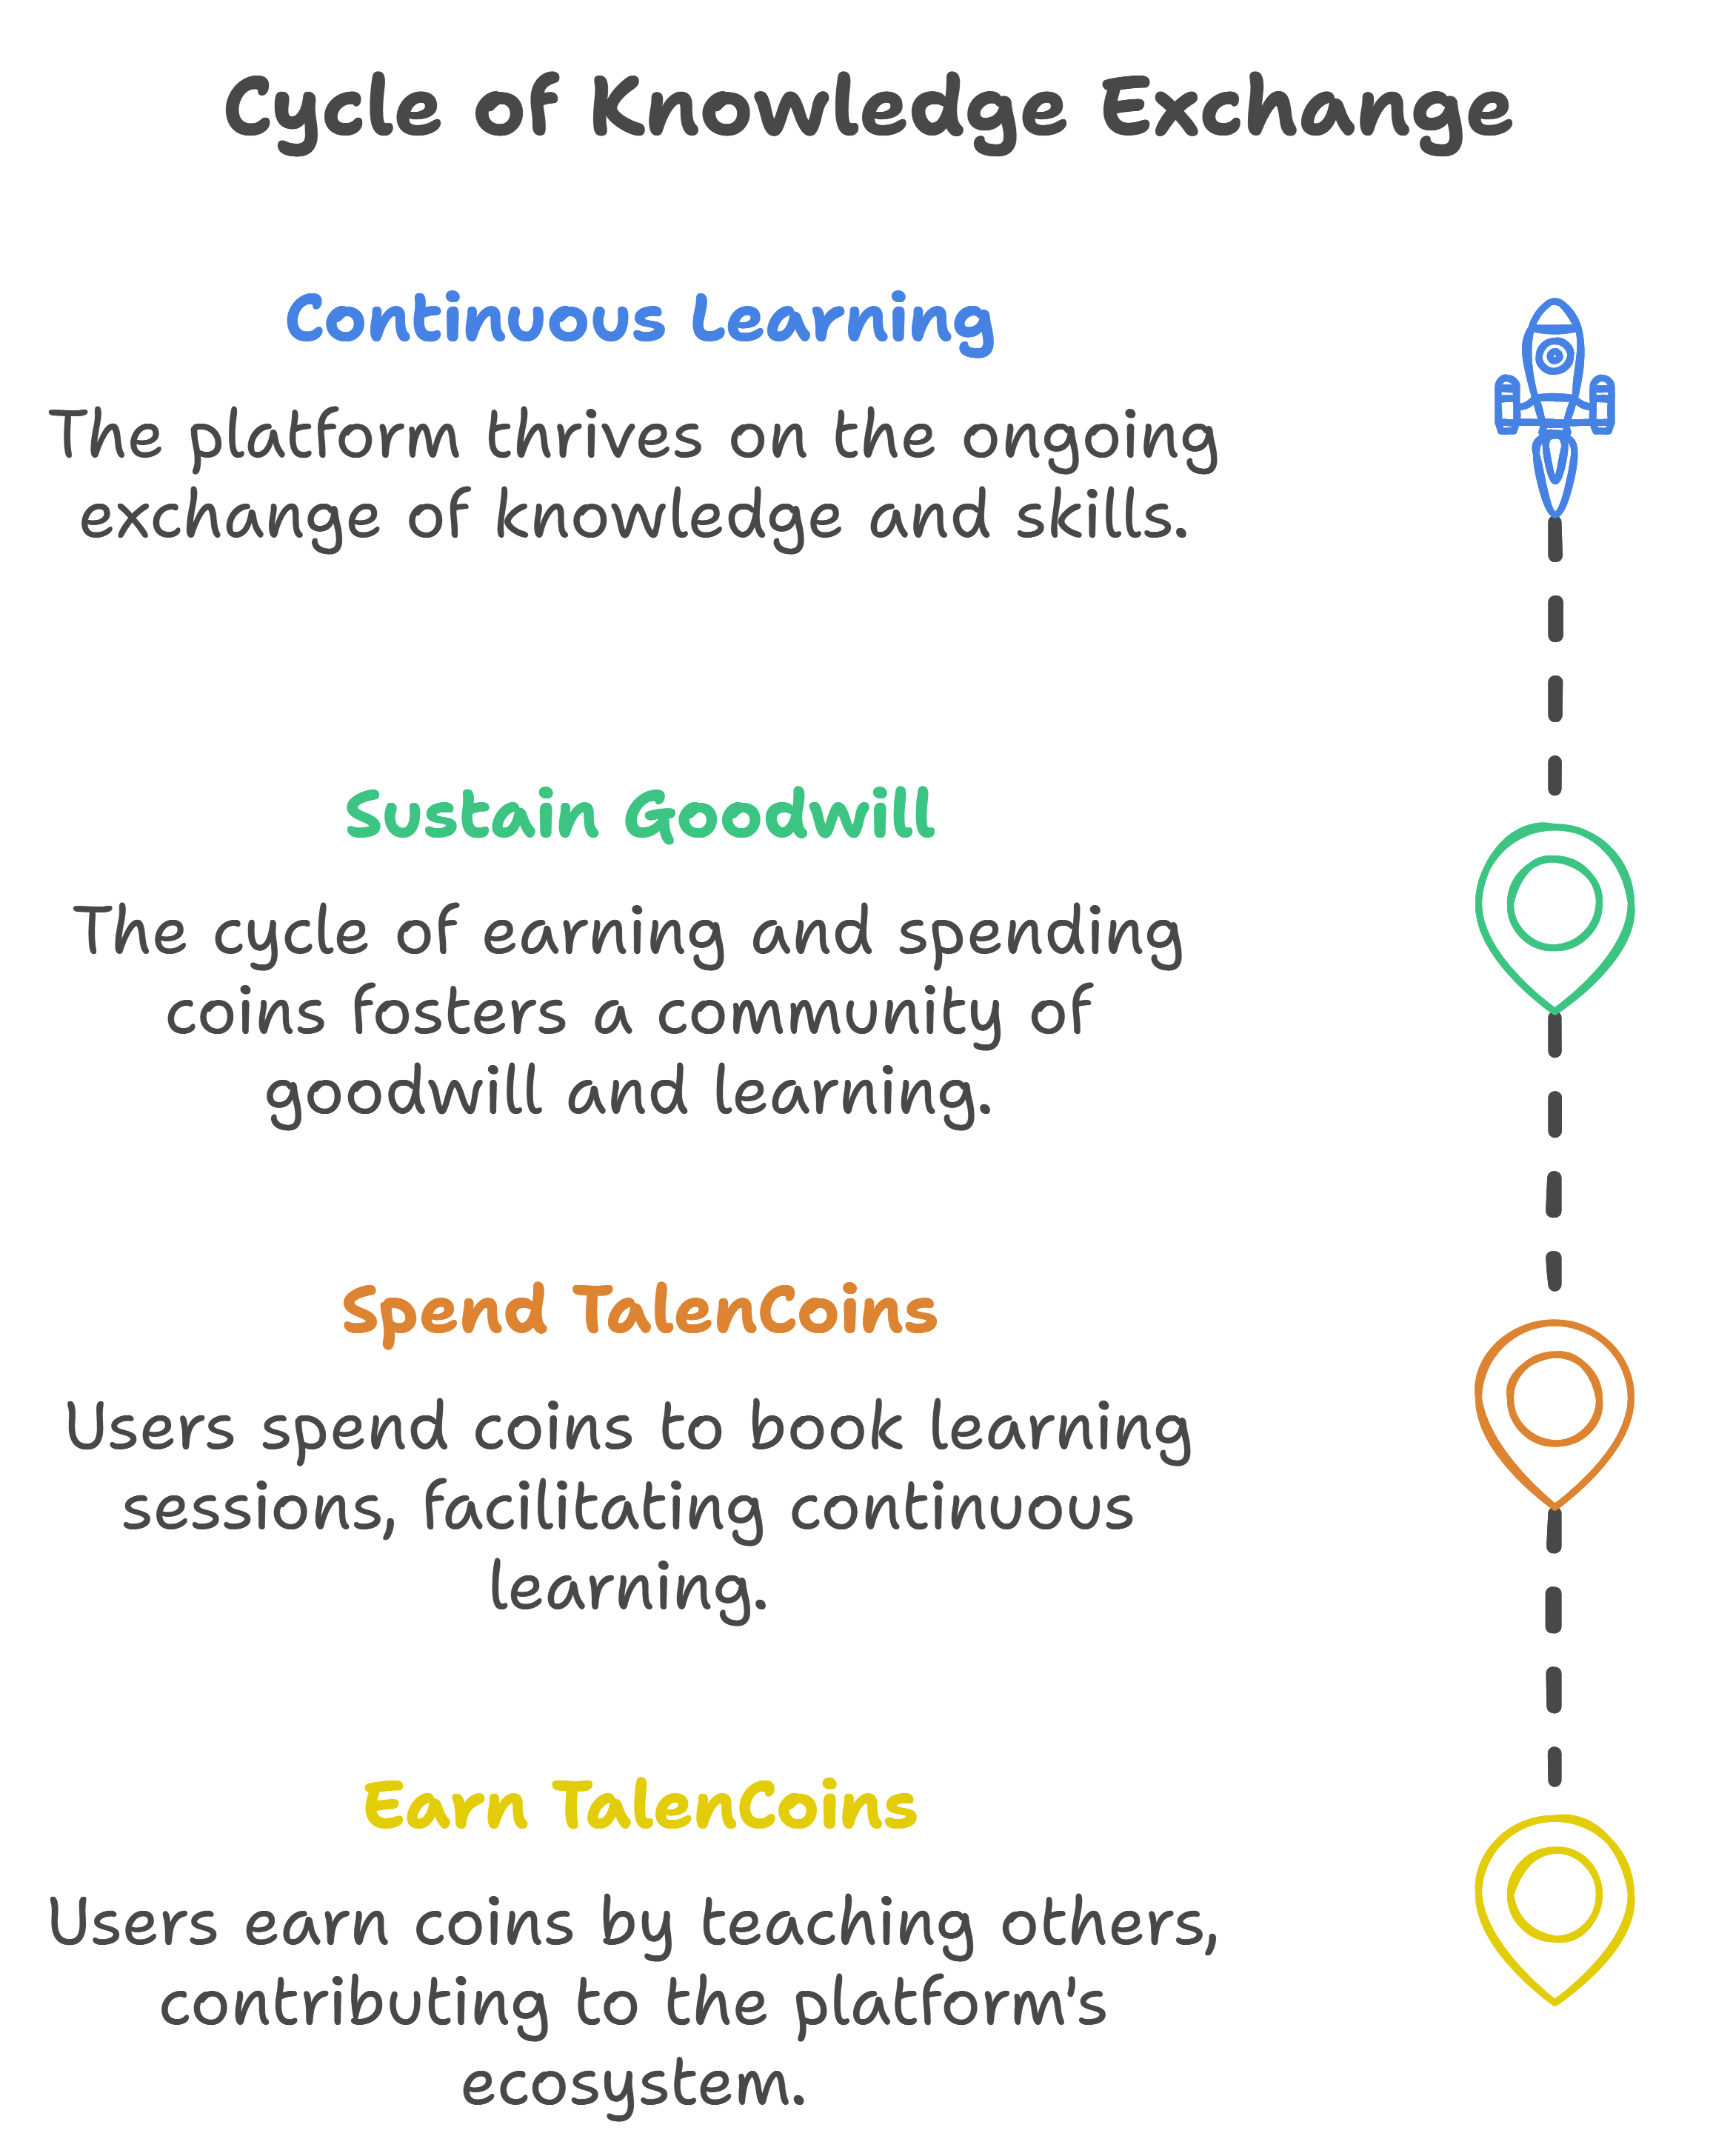 Cycle of Knowledge Exchange
Continuous Learning
The platform thrives on the ongoing
exchange of knowledge and skills.
Sustain Goodwill
The cycle of earning and spending
coins fosters a community of
goodwill and learning.
Spend TalenCoins
Users spend coins to book learning
sessions, facilitating continuous
learning.
Earn TalenCoins
Users earn coins by teaching others,
contributing to the platform's
ecosystem.